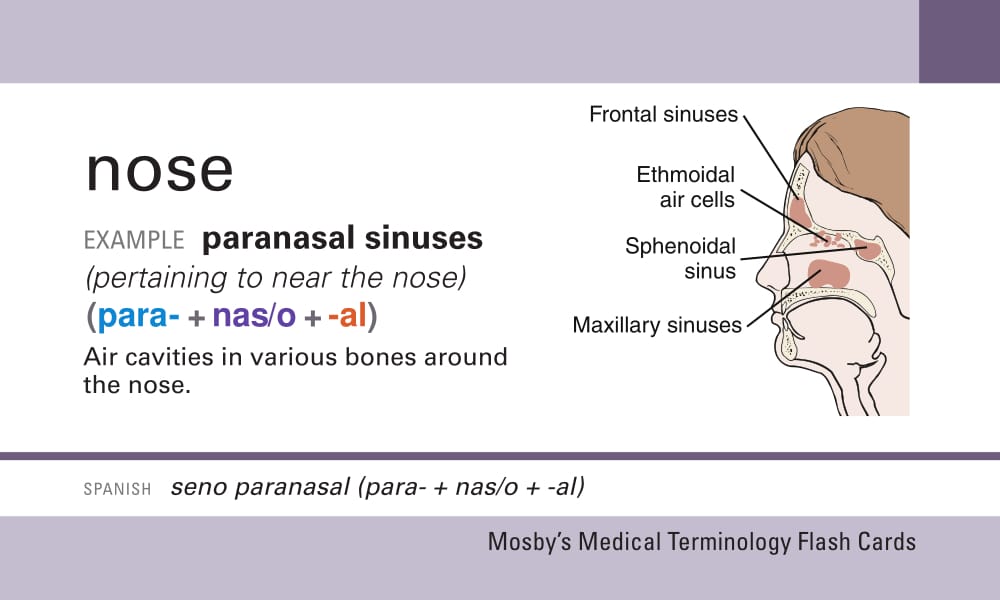 nose
EXAMPLE paranasal sinuses
(pertaining to near the nose)
(para- + nas/o + -al)
Air cavities in various bones around
the nose.
Frontal sinuses
Ethmoidal
air cells
Sphenoidal
sinus
Maxillary sinuses
SPANISH seno paranasal (para- + nas/o + -al)
Mosby’s Medical Terminology Flash Cards